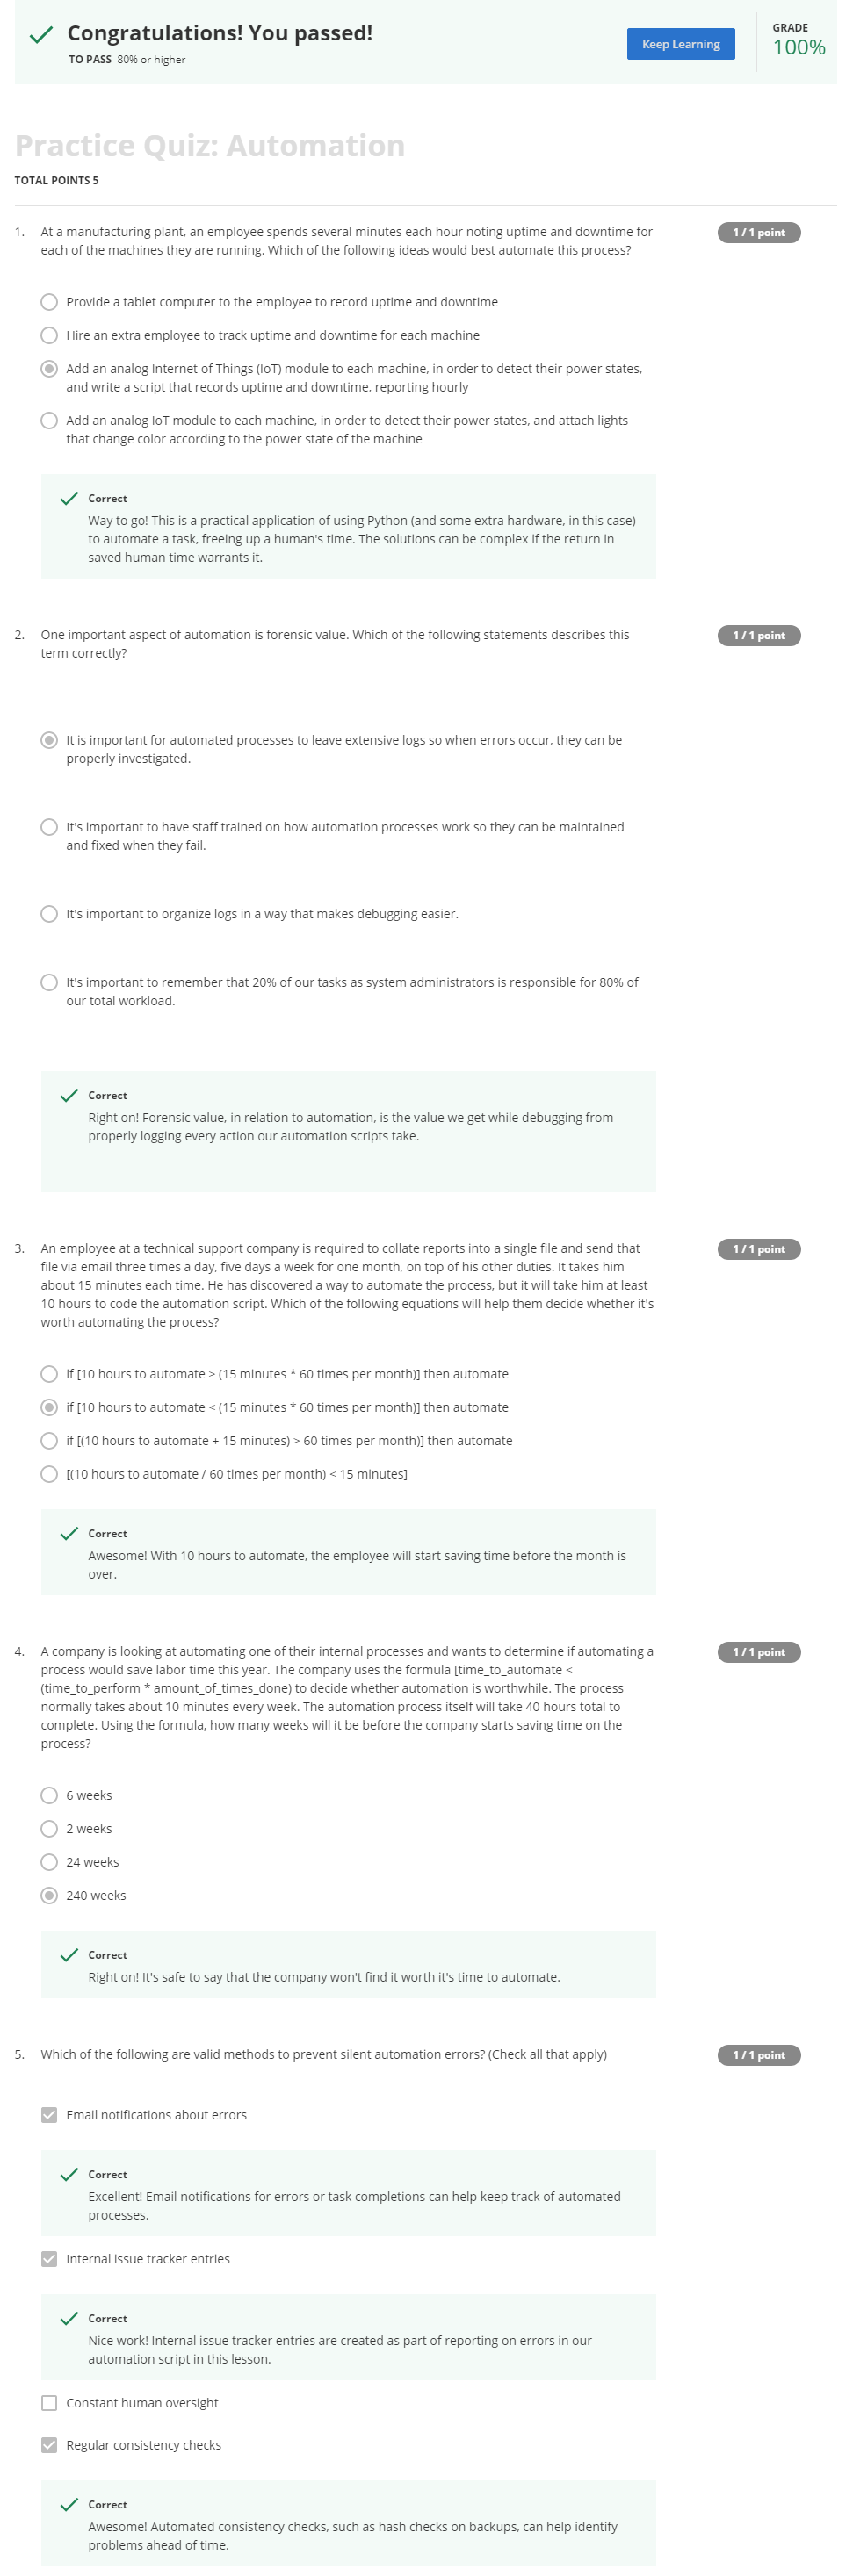 Congratulations! You passed!
TO PASS 80% or higher
Keep Learning
GRADE
100%
Practice Quiz: Automation
TOTAL POINTS 5
1. At a manufacturing plant, an employee spends several minutes each hour noting uptime and downtime for
each of the machines they are running. Which of the following ideas would best automate this process?
1 / 1 point
Provide a tablet computer to the employee to record uptime and downtime
Hire an extra employee to track uptime and downtime for each machine
Add an analog Internet of Things (IoT) module to each machine, in order to detect their power states,
and write a script that records uptime and downtime, reporting hourly
Add an analog IoT module to each machine, in order to detect their power states, and attach lights
that change color according to the power state of the machine
Correct
Way to go! This is a practical application of using Python (and some extra hardware, in this case)
to automate a task, freeing up a human's time. The solutions can be complex if the return in
saved human time warrants it.
2. One important aspect of automation is forensic value. Which of the following statements describes this
term correctly?
1 / 1 point
It is important for automated processes to leave extensive logs so when errors occur, they can be
properly investigated.
It's important to have staff trained on how automation processes work so they can be maintained
and fixed when they fail.
It's important to organize logs in a way that makes debugging easier.
It's important to remember that 20% of our tasks as system administrators is responsible for 80% of
our total workload.
Correct
Right on! Forensic value, in relation to automation, is the value we get while debugging from
properly logging every action our automation scripts take.
3. An employee at a technical support company is required to collate reports into a single file and send that
file via email three times a day, five days a week for one month, on top of his other duties. It takes him
about 15 minutes each time. He has discovered a way to automate the process, but it will take him at least
10 hours to code the automation script. Which of the following equations will help them decide whether it's
worth automating the process?
1 / 1 point
if [10 hours to automate > (15 minutes * 60 times per month)] then automate
if [10 hours to automate < (15 minutes * 60 times per month)] then automate
if [(10 hours to automate + 15 minutes) > 60 times per month)] then automate
[(10 hours to automate / 60 times per month) < 15 minutes]
Correct
Awesome! With 10 hours to automate, the employee will start saving time before the month is
over.
4. A company is looking at automating one of their internal processes and wants to determine if automating a
process would save labor time this year. The company uses the formula [time_to_automate <
(time_to_perform * amount_of_times_done) to decide whether automation is worthwhile. The process
normally takes about 10 minutes every week. The automation process itself will take 40 hours total to
complete. Using the formula, how many weeks will it be before the company starts saving time on the
process?
1 / 1 point
6 weeks
2 weeks
24 weeks
240 weeks
Correct
Right on! It's safe to say that the company won't find it worth it's time to automate.
5. Which of the following are valid methods to prevent silent automation errors? (Check all that apply)
1 / 1 point
Email notifications about errors
Correct
Excellent! Email notifications for errors or task completions can help keep track of automated
processes.
Internal issue tracker entries
Correct
Nice work! Internal issue tracker entries are created as part of reporting on errors in our
automation script in this lesson.
Constant human oversight
Regular consistency checks
Correct
Awesome! Automated consistency checks, such as hash checks on backups, can help identify
problems ahead of time.